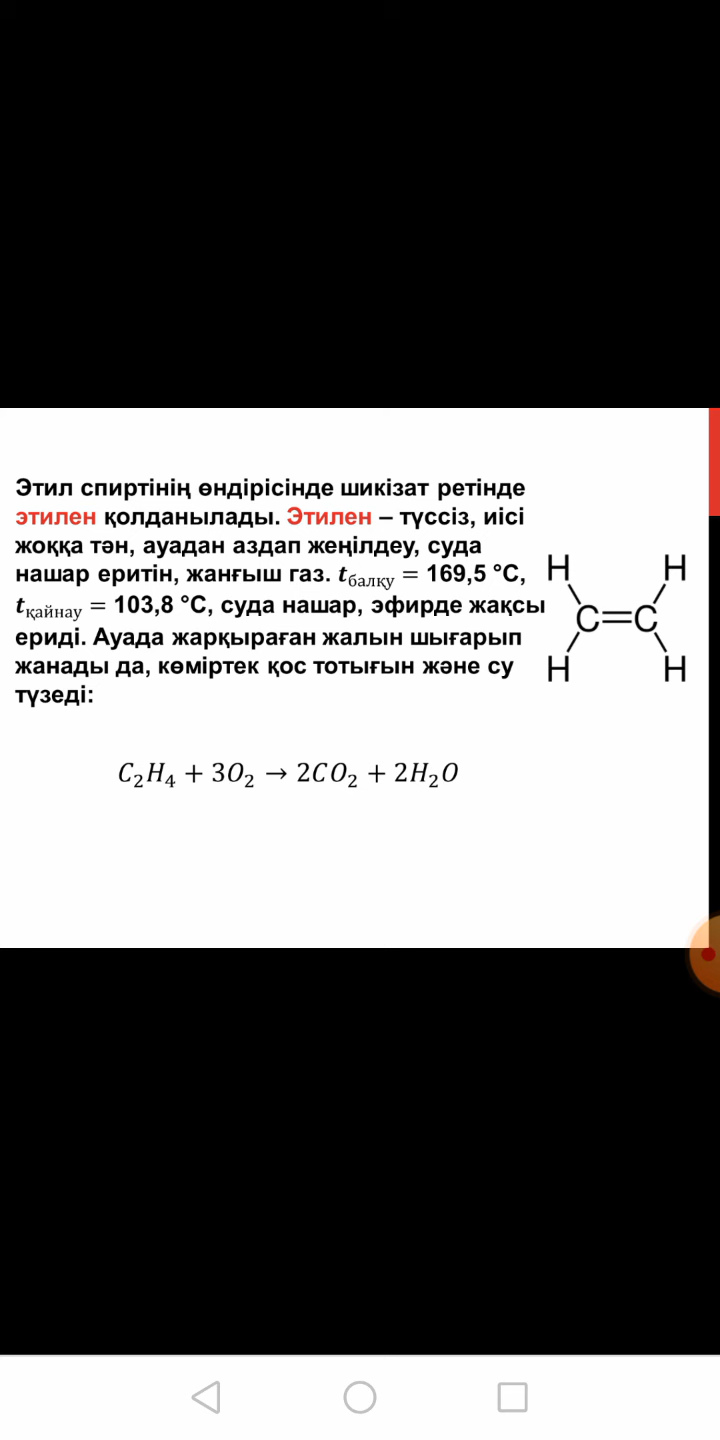 Этил спиртінің өндірісінде шикізат ретінде
этилен қолданылады. Этилен – түссіз, иісі
жоққа тән, ауадан аздап жеңілдеу, суда
нашар еритін, жанғыш газ. tбалқу = 169,5 °C,
tқайнау = 103,8 °C, суда нашар, эфирде жақсы
ериді. Ауада жарқыраған жалын шығарып
жанады да, көміртек қос тотығын және су
түзеді:
H H
C=C
H H
C₂H₄ + 3O₂ → 2CO₂ + 2H₂O